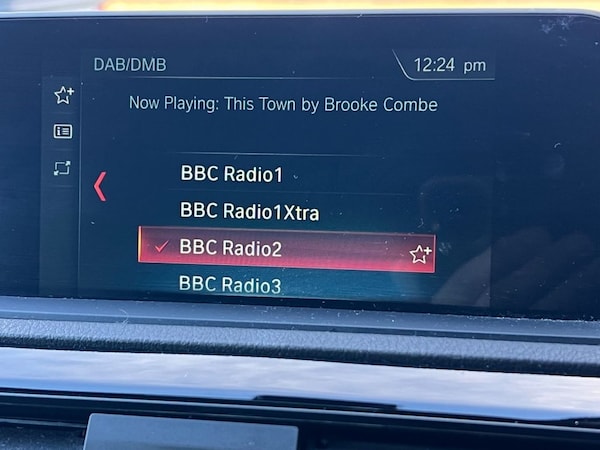 DAB/DMB
12:24 pm
Now Playing: This Town by Brooke Combe
BBC Radio1
BBC Radio1Xtra
BBC Radio2
BBC Radio3